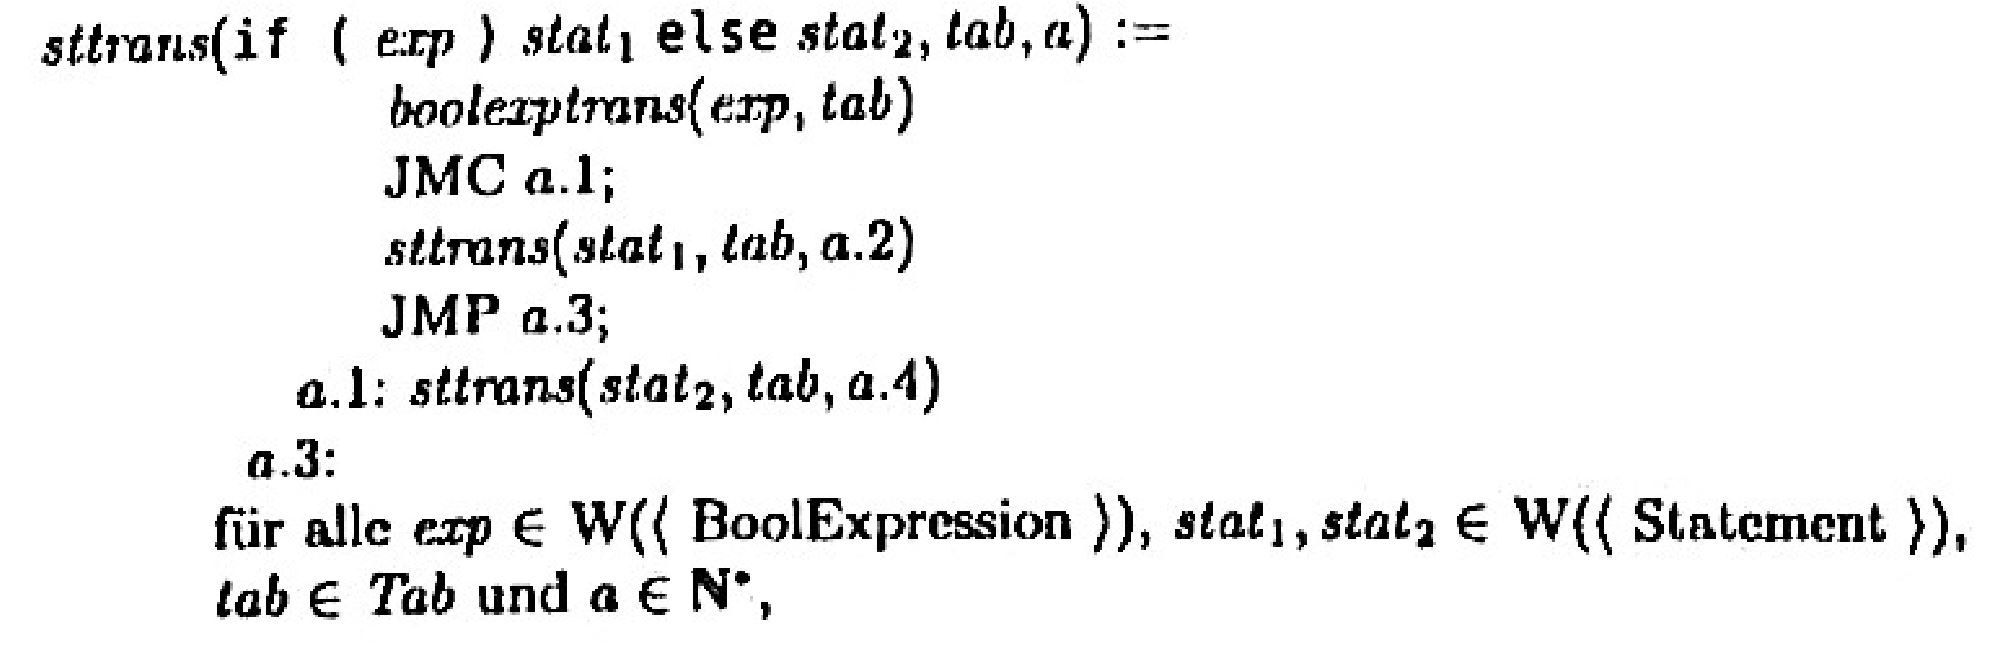 sttrans(if ( exp ) stat₁ else stat₂, tab, a) :=
boolexptrans(exp, tab)
JMC a.1;
sttrans(stat₁, tab, a.2)
JMP a.3;
a.1: sttrans(stat₂, tab, a.4)
a.3:
für alle exp ∈ W(⟨ BoolExpression ⟩), stat₁, stat₂ ∈ W(⟨ Statement ⟩),
tab ∈ Tab und a ∈ ℕ*,